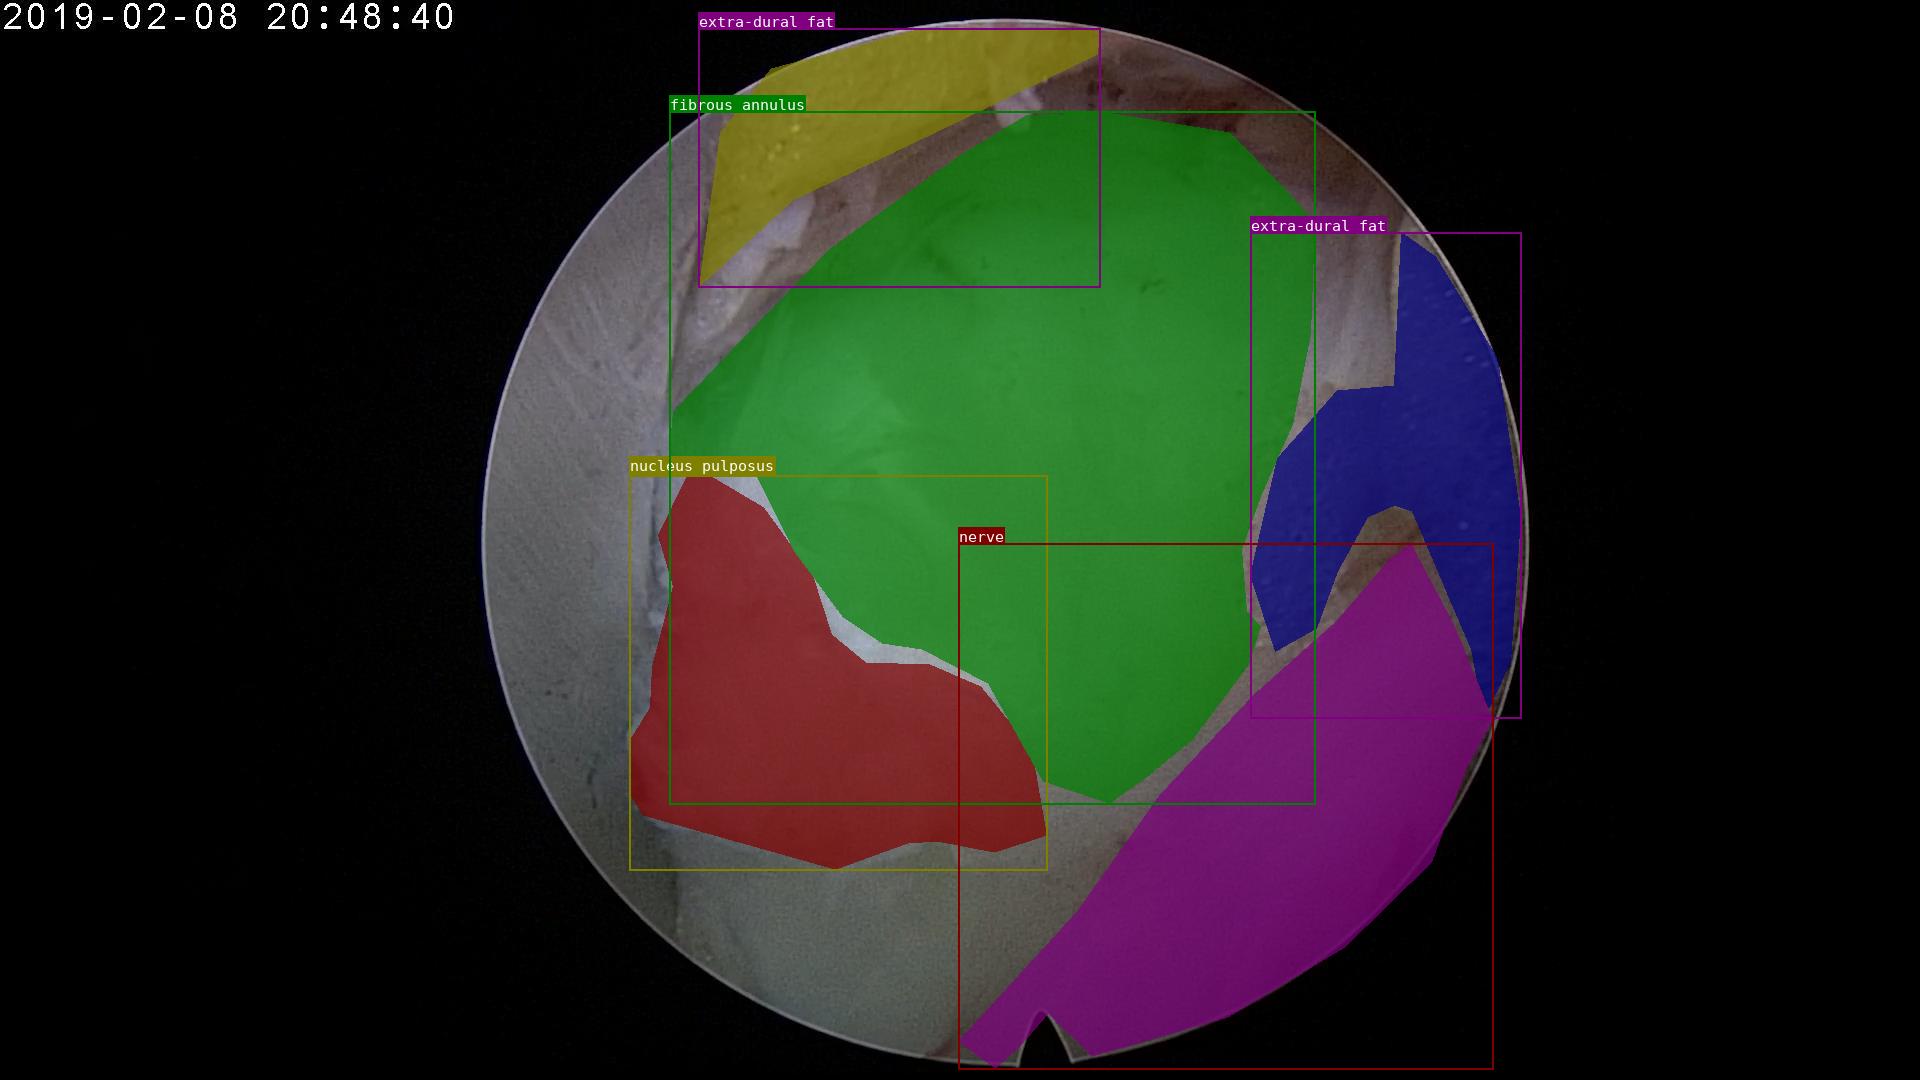 2019-02-08 20:48:40
extra-dural fat
fibrous annulus
extra-dural fat
nucleus pulposus
nerve